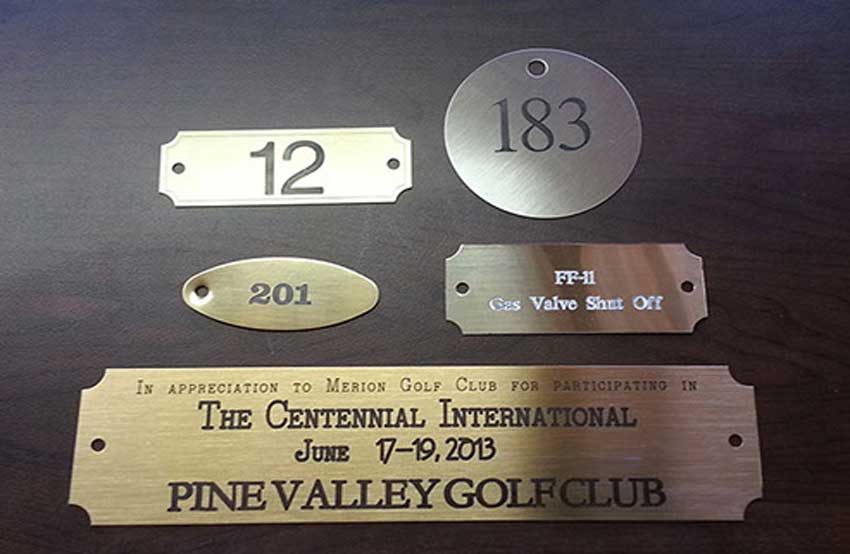 183
12
201
FF-11
Gas Valve Shut Off
In appreciation to Merion Golf Club for participating in
The Centennial International
June 17-19, 2013
PINE VALLEY GOLF CLUB